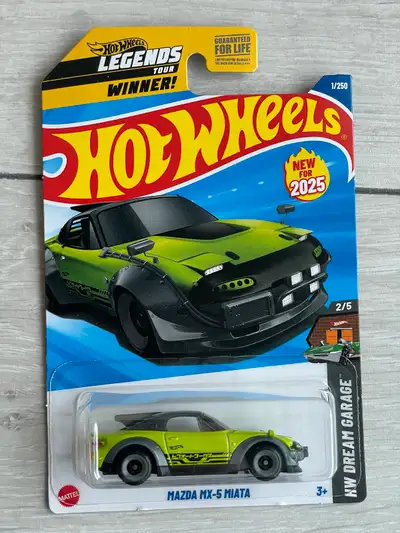 Hot Wheels
LEGENDS
TOUR
WINNER!
GUARANTEED
FOR LIFE
1/250
HOT WHEELS
NEW
FOR
2025
2/5
HW DREAM GARAGE
MATTEL
MAZDA MX-5 MIATA
3+